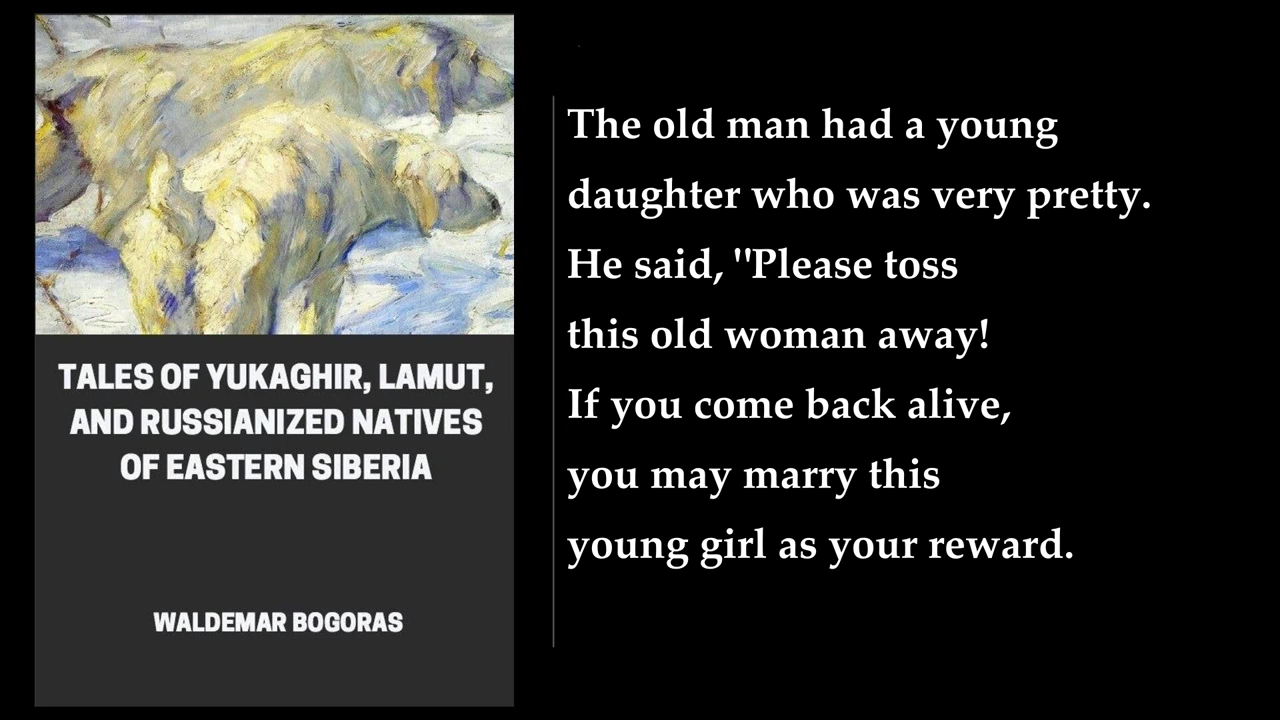 TALES OF YUKAGHIR, LAMUT,
AND RUSSIANIZED NATIVES
OF EASTERN SIBERIA
WALDEMAR BOGORAS
The old man had a young
daughter who was very pretty.
He said, "Please toss
this old woman away!
If you come back alive,
you may marry this
young girl as your reward.